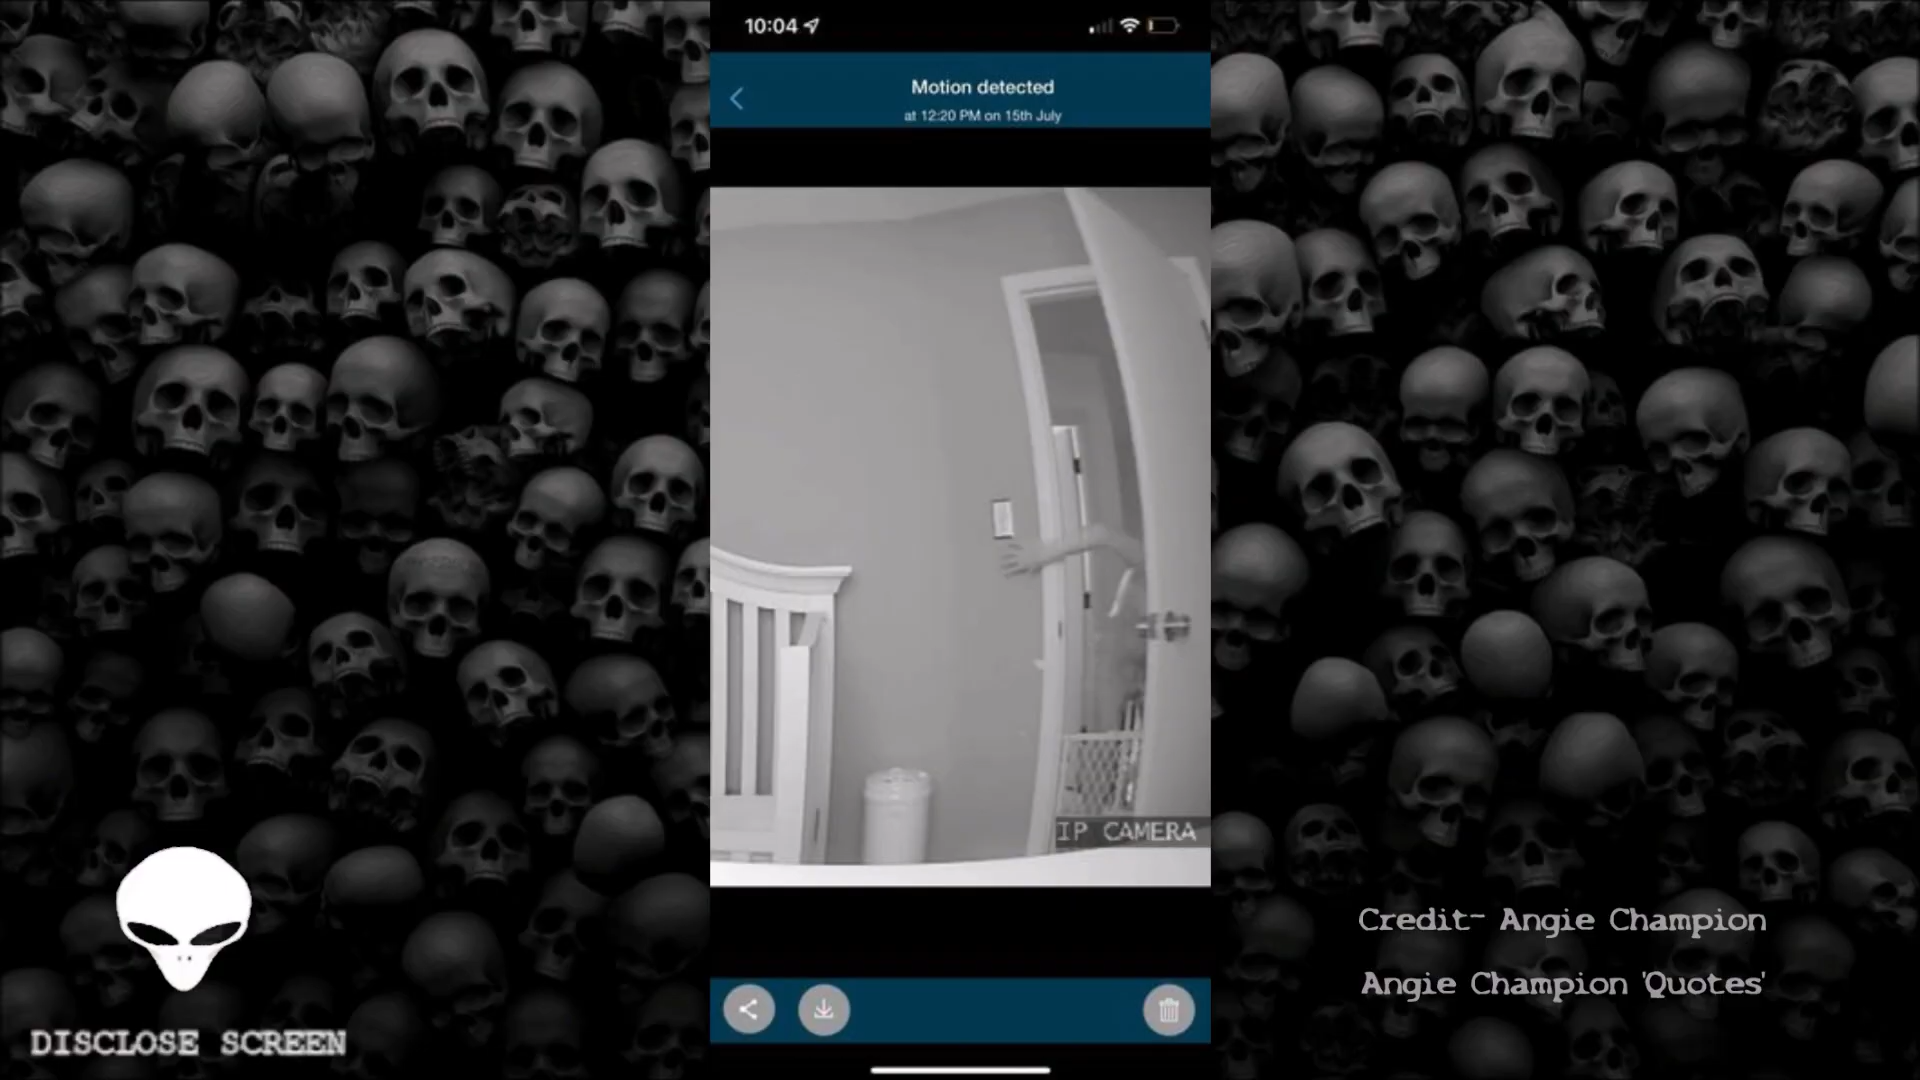 10:04
Motion detected
at 12:20 PM on 15th July
IP CAMERA
Credit- Angie Champion
Angie Champion 'Quotes'
DISCLOSE SCREEN